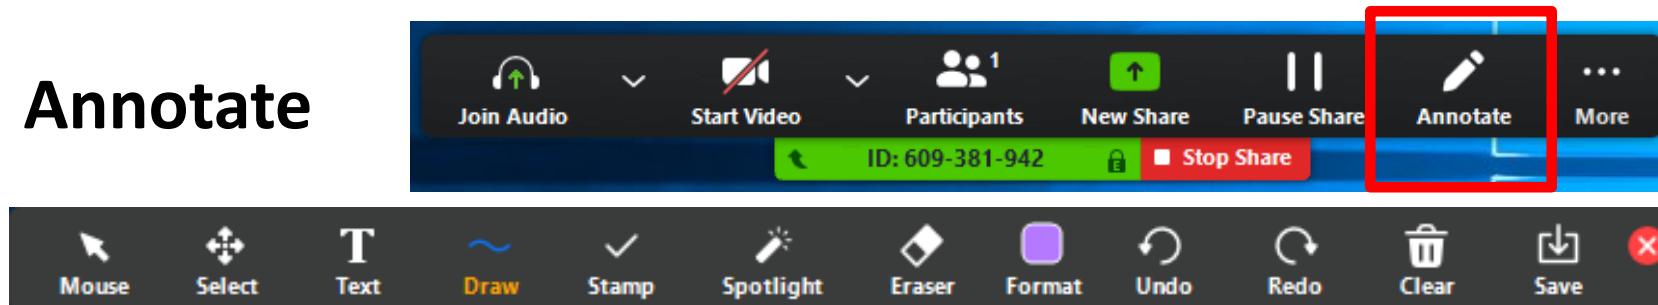 Annotate
1
Join Audio Start Video Participants New Share Pause Share Annotate More
ID: 609-381-942 Stop Share
T
Mouse Select Text Draw Stamp Spotlight Eraser Format Undo Redo Clear Save